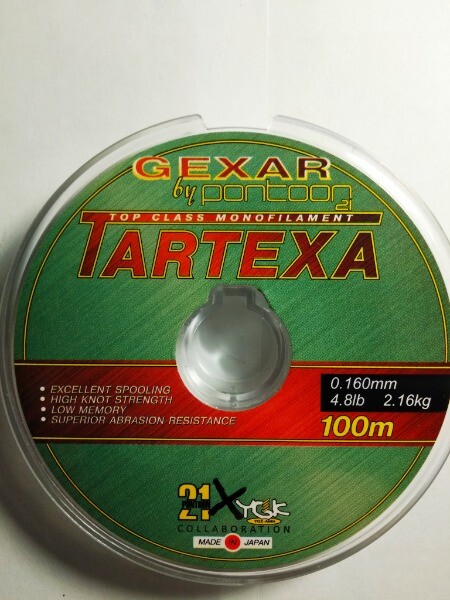 GEXAR
by pontoon21
TOP CLASS MONOFILAMENT
TARTEXA
• EXCELLENT SPOOLING
• HIGH KNOT STRENGTH
• LOW MEMORY
• SUPERIOR ABRASION RESISTANCE
0.160mm
4.8lb 2.16kg
100m
21 X YGK
COLLABORATION
MADE IN JAPAN